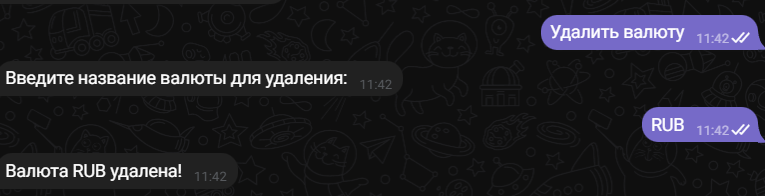 Удалить валюту 11:42
Введите название валюты для удаления: 11:42
RUB 11:42
Валюта RUB удалена! 11:42